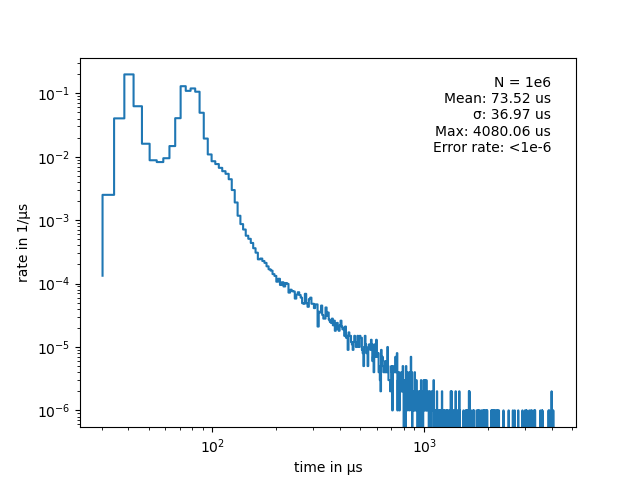 N = 1e6
Mean: 73.52 us
σ: 36.97 us
Max: 4080.06 us
Error rate: <1e-6
rate in 1/μs
10⁻¹
10⁻²
10⁻³
10⁻⁴
10⁻⁵
10⁻⁶
10² 10³
time in μs